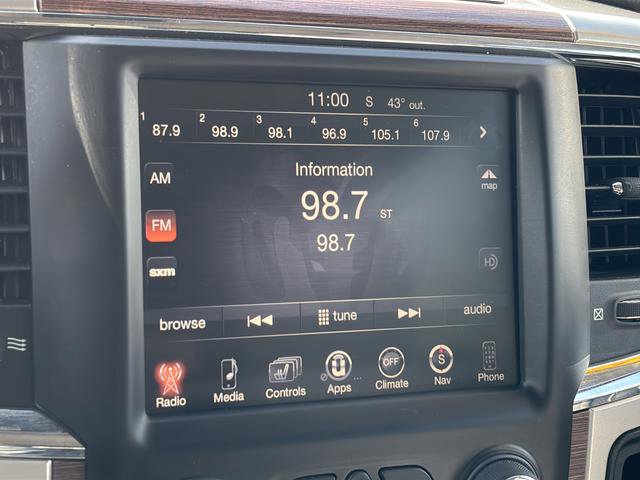 11:00 S 43° out.
1 87.9 2 98.9 3 98.1 4 96.9 5 105.1 6 107.9
Information
AM
98.7 ST
map
FM
98.7
sxm
HD
browse tune audio
OFF S
Radio Media Controls Apps Climate Nav Phone